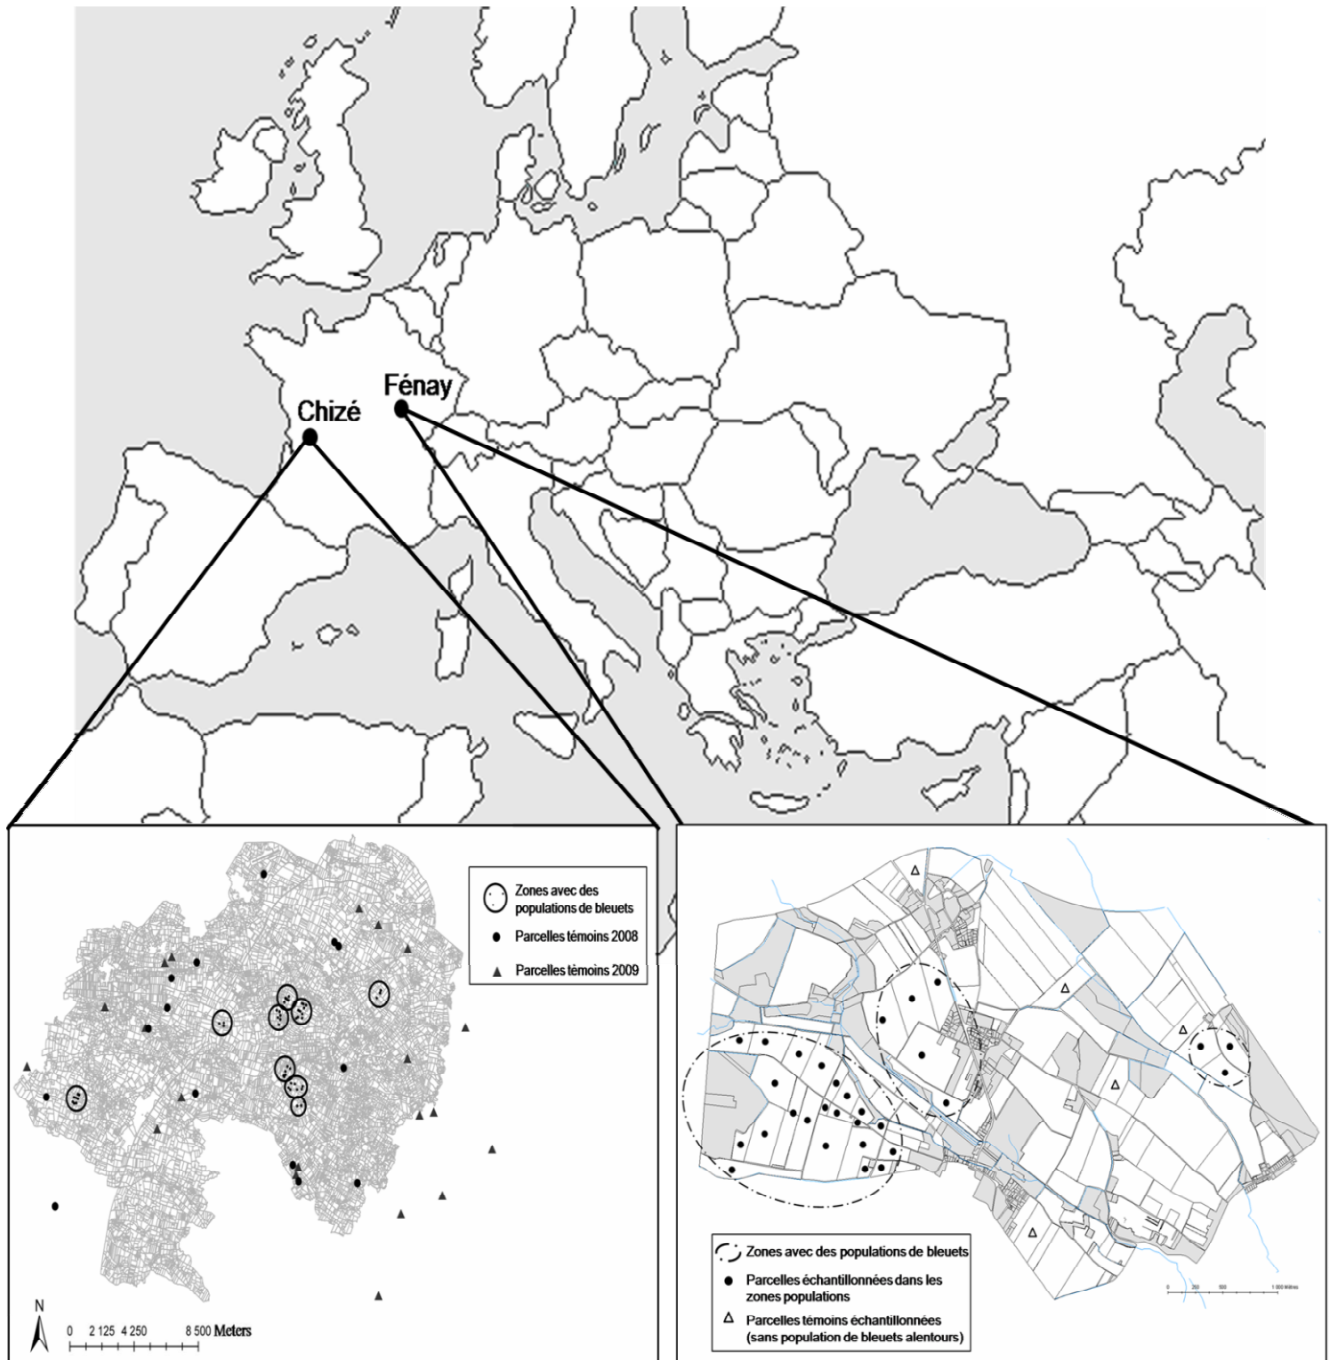 Fénay
Chizé
Zones avec des
populations de bleuets
Parcelles témoins 2008
Parcelles témoins 2009
N
0 2 125 4 250 8 500 Meters
Zones avec des populations de bleuets
Parcelles échantillonnées dans les
zones populations
Parcelles témoins échantillonnées
(sans population de bleuets alentours)